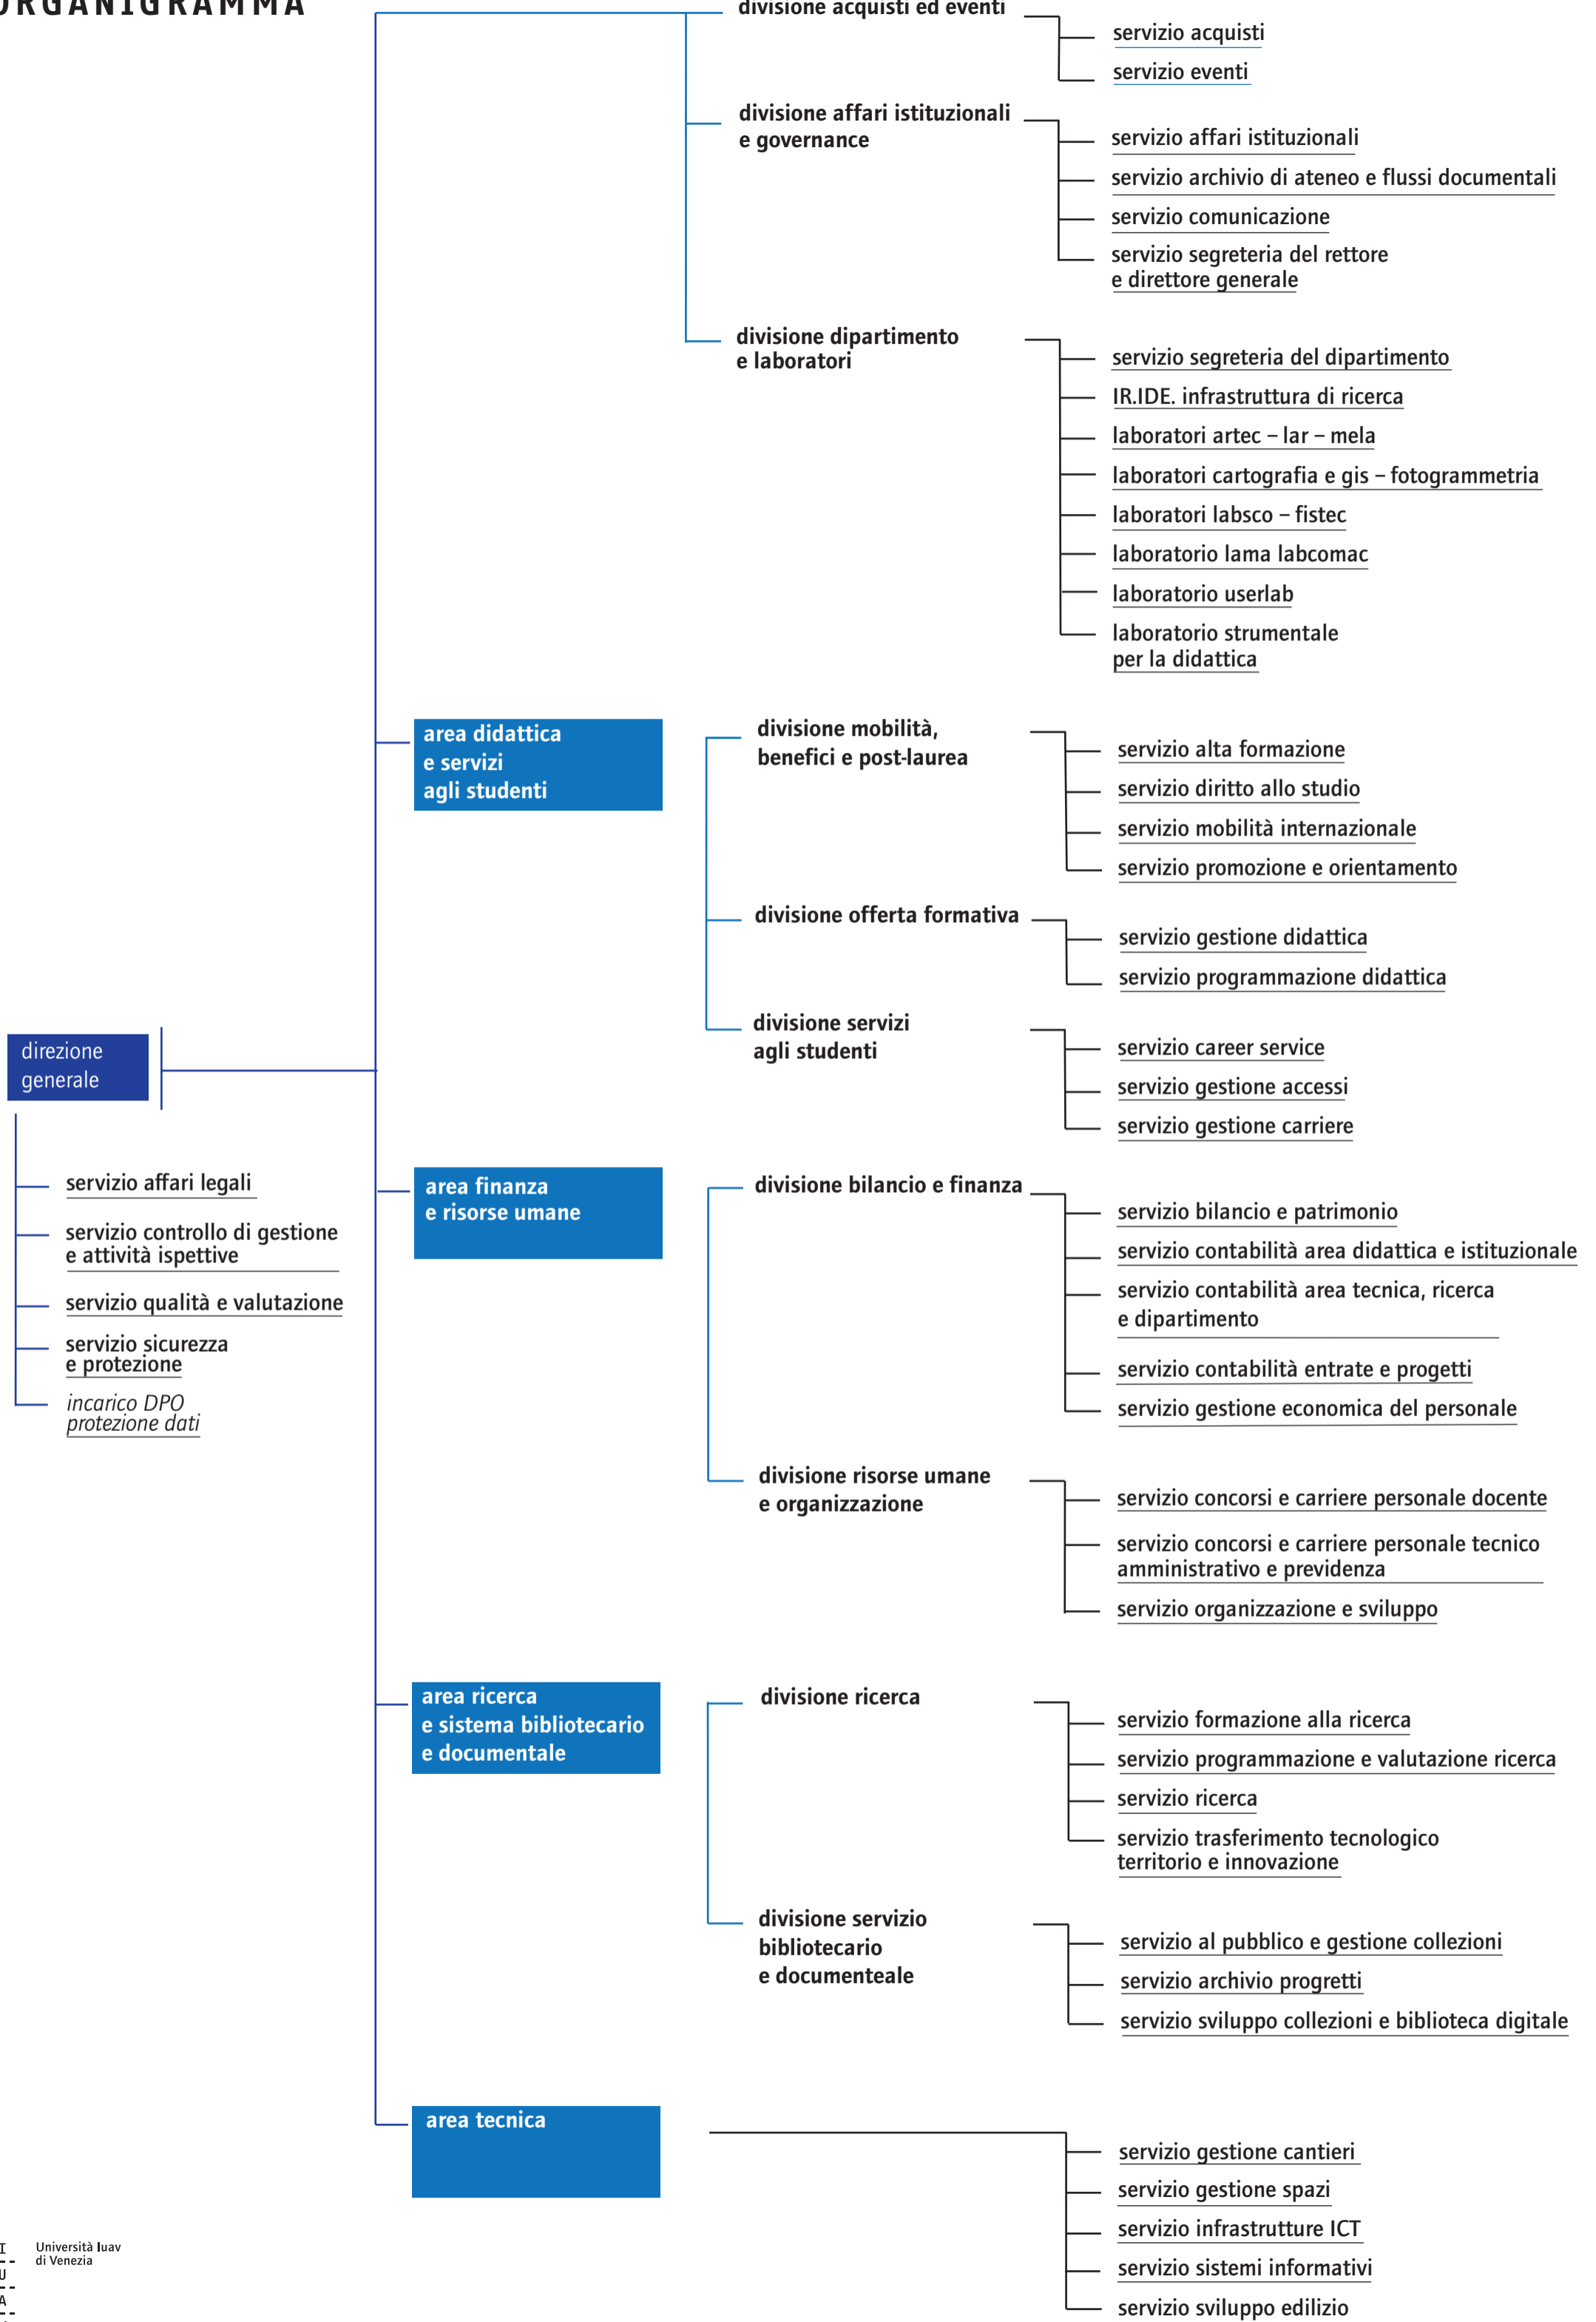 ORGANIGRAMMA
divisione acquisti ed eventi
servizio acquisti
servizio eventi
divisione affari istituzionali
e governance
servizio affari istituzionali
servizio archivio di ateneo e flussi documentali
servizio comunicazione
servizio segreteria del rettore
e direttore generale
divisione dipartimento
e laboratori
servizio segreteria del dipartimento
IR.IDE. infrastruttura di ricerca
laboratori artec – lar – mela
laboratori cartografia e gis – fotogrammetria
laboratori labsco – fistec
laboratorio lama labcomac
laboratorio userlab
laboratorio strumentale
per la didattica
area didattica
e servizi
agli studenti
divisione mobilità,
benefici e post-laurea
servizio alta formazione
servizio diritto allo studio
servizio mobilità internazionale
servizio promozione e orientamento
divisione offerta formativa
servizio gestione didattica
servizio programmazione didattica
divisione servizi
agli studenti
servizio career service
servizio gestione accessi
servizio gestione carriere
direzione
generale
servizio affari legali
servizio controllo di gestione
e attività ispettive
servizio qualità e valutazione
servizio sicurezza
e protezione
incarico DPO
protezione dati
area finanza
e risorse umane
divisione bilancio e finanza
servizio bilancio e patrimonio
servizio contabilità area didattica e istituzionale
servizio contabilità area tecnica, ricerca
e dipartimento
servizio contabilità entrate e progetti
servizio gestione economica del personale
divisione risorse umane
e organizzazione
servizio concorsi e carriere personale docente
servizio concorsi e carriere personale tecnico
amministrativo e previdenza
servizio organizzazione e sviluppo
area ricerca
e sistema bibliotecario
e documentale
divisione ricerca
servizio formazione alla ricerca
servizio programmazione e valutazione ricerca
servizio ricerca
servizio trasferimento tecnologico
territorio e innovazione
divisione servizio
bibliotecario
e documenteale
servizio al pubblico e gestione collezioni
servizio archivio progretti
servizio sviluppo collezioni e biblioteca digitale
area tecnica
servizio gestione cantieri
servizio gestione spazi
servizio infrastrutture ICT
servizio sistemi informativi
servizio sviluppo edilizio
I
U
A
Università Iuav
di Venezia